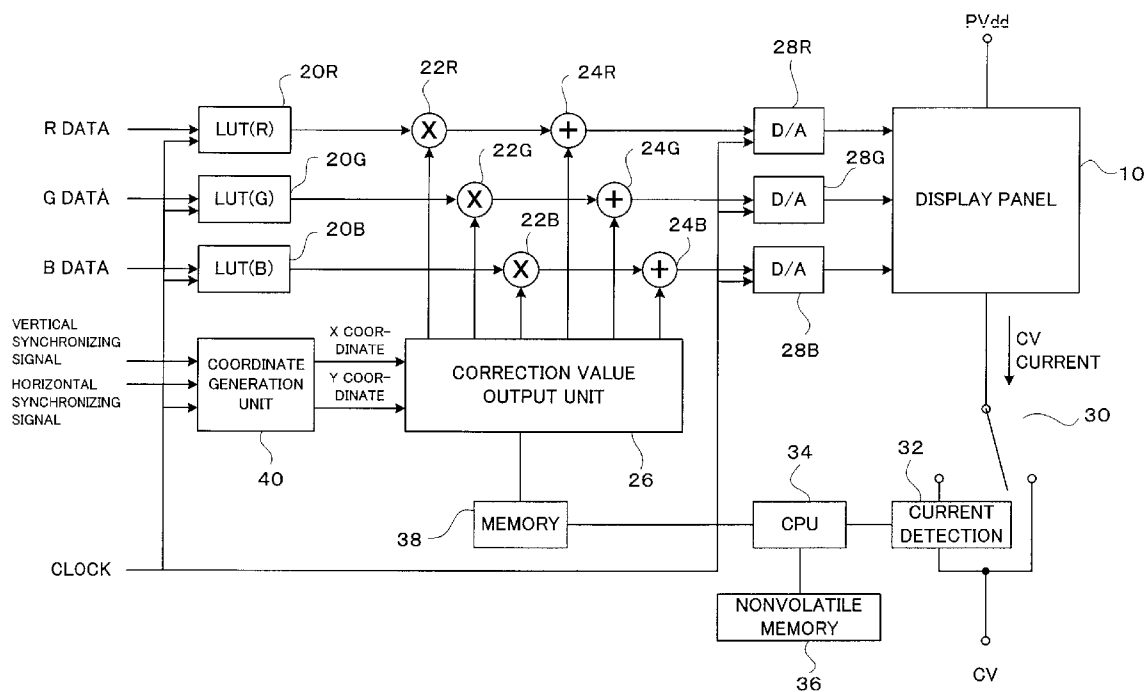 PVdd
20R
22R
24R
28R
R DATA
LUT(R)
X
+
D/A
10
20G
22G
24G
28G
G DATA
LUT(G)
X
+
D/A
DISPLAY PANEL
20B
22B
24B
B DATA
LUT(B)
X
+
D/A
28B
VERTICAL
SYNCHRONIZING
SIGNAL
HORIZONTAL
SYNCHRONIZING
SIGNAL
COORDINATE
GENERATION
UNIT
X COOR-
DINATE
Y COOR-
DINATE
CORRECTION VALUE
OUTPUT UNIT
CV
CURRENT
30
40
26
34
32
38
MEMORY
CPU
CURRENT
DETECTION
CLOCK
NONVOLATILE
MEMORY
36
CV